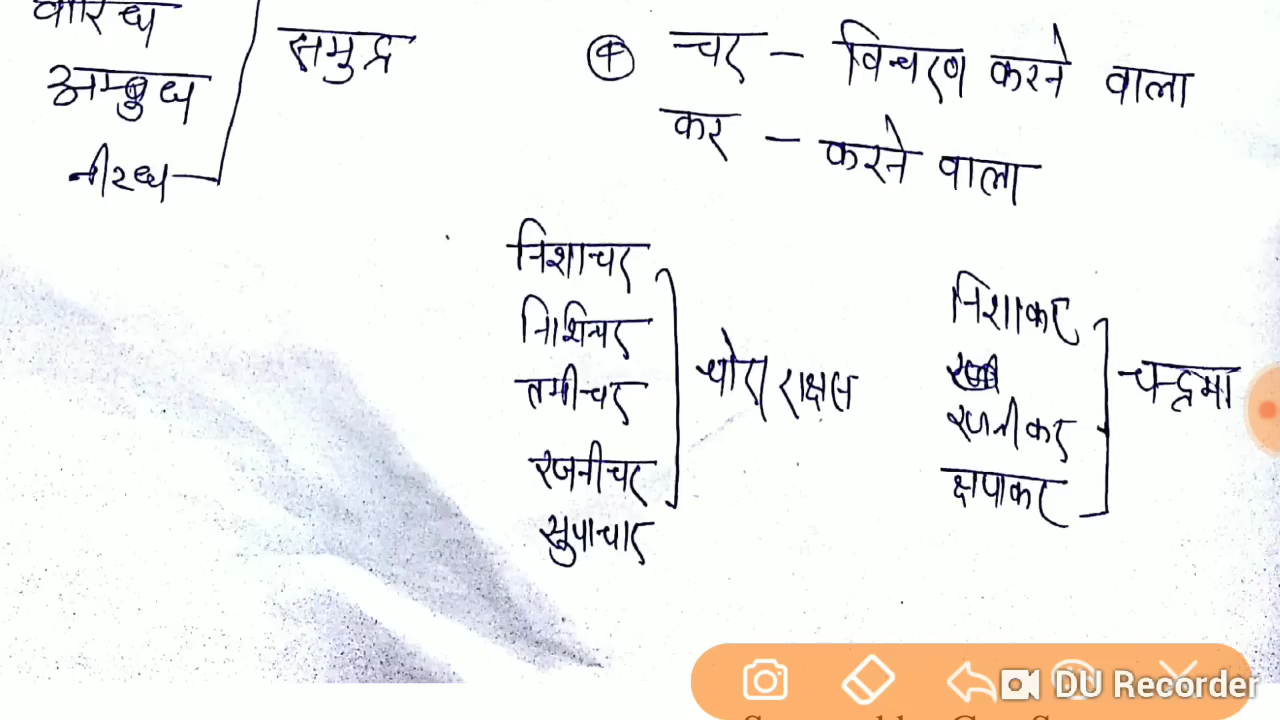 वारिध
अम्बुध
नीरध
समुद्र
④ चर – विचरण करने वाला
कर – करने वाला
निशाचर
निशिचर
तमीचर
रजनीचर
चोर राक्षस
निशाकर
रजनीकर
क्षपाकर
चन्द्रमा
DU Recorder